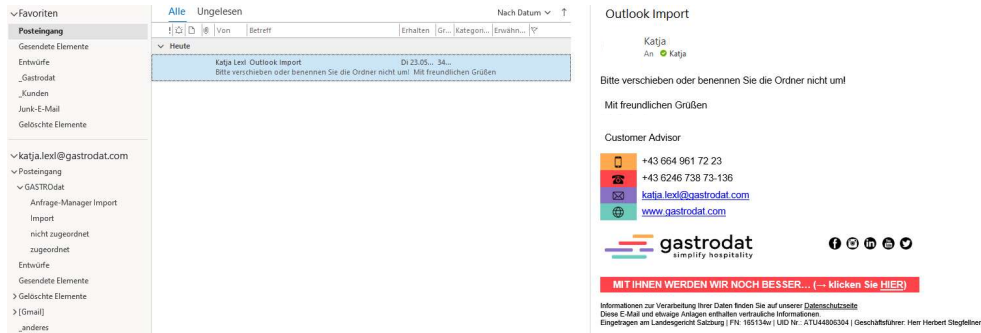 Favoriten
Posteingang
Gesendete Elemente
Entwürfe
_Gastrodat
_Kunden
Junk-E-Mail
Gelöschte Elemente
katja.lexl@gastrodat.com
Posteingang
GASTROdat
Anfrage-Manager Import
Import
nicht zugeordnet
zugeordnet
Entwürfe
Gesendete Elemente
Gelöschte Elemente
[Gmail]
_anderes
Alle Ungelesen Nach Datum
Von Betreff Erhalten Gr... Kategori... Erwähn...
Heute
Katja Lexl Outlook Import Di 23.05... 34...
Bitte verschieben oder benennen Sie die Ordner nicht um! Mit freundlichen Grüßen
Outlook Import
Katja
An Katja
Bitte verschieben oder benennen Sie die Ordner nicht um!
Mit freundlichen Grüßen
Customer Advisor
+43 664 961 72 23
+43 6246 738 73-136
katja.lexl@gastrodat.com
www.gastrodat.com
gastrodat
simplify hospitality
MIT IHNEN WERDEN WIR NOCH BESSER... (→ klicken Sie HIER)
Informationen zur Verarbeitung Ihrer Daten finden Sie auf unserer Datenschutzseite
Diese E-Mail und etwaige Anlagen enthalten vertrauliche Informationen.
Eingetragen am Landesgericht Salzburg | FN: 165134w | UID Nr.: ATU44806304 | Geschäftsführer: Herr Herbert Stegfellner